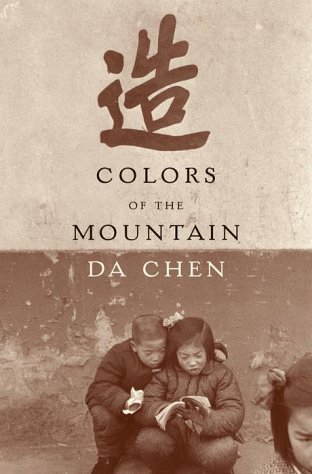 造
COLORS
OF THE
MOUNTAIN
DA CHEN